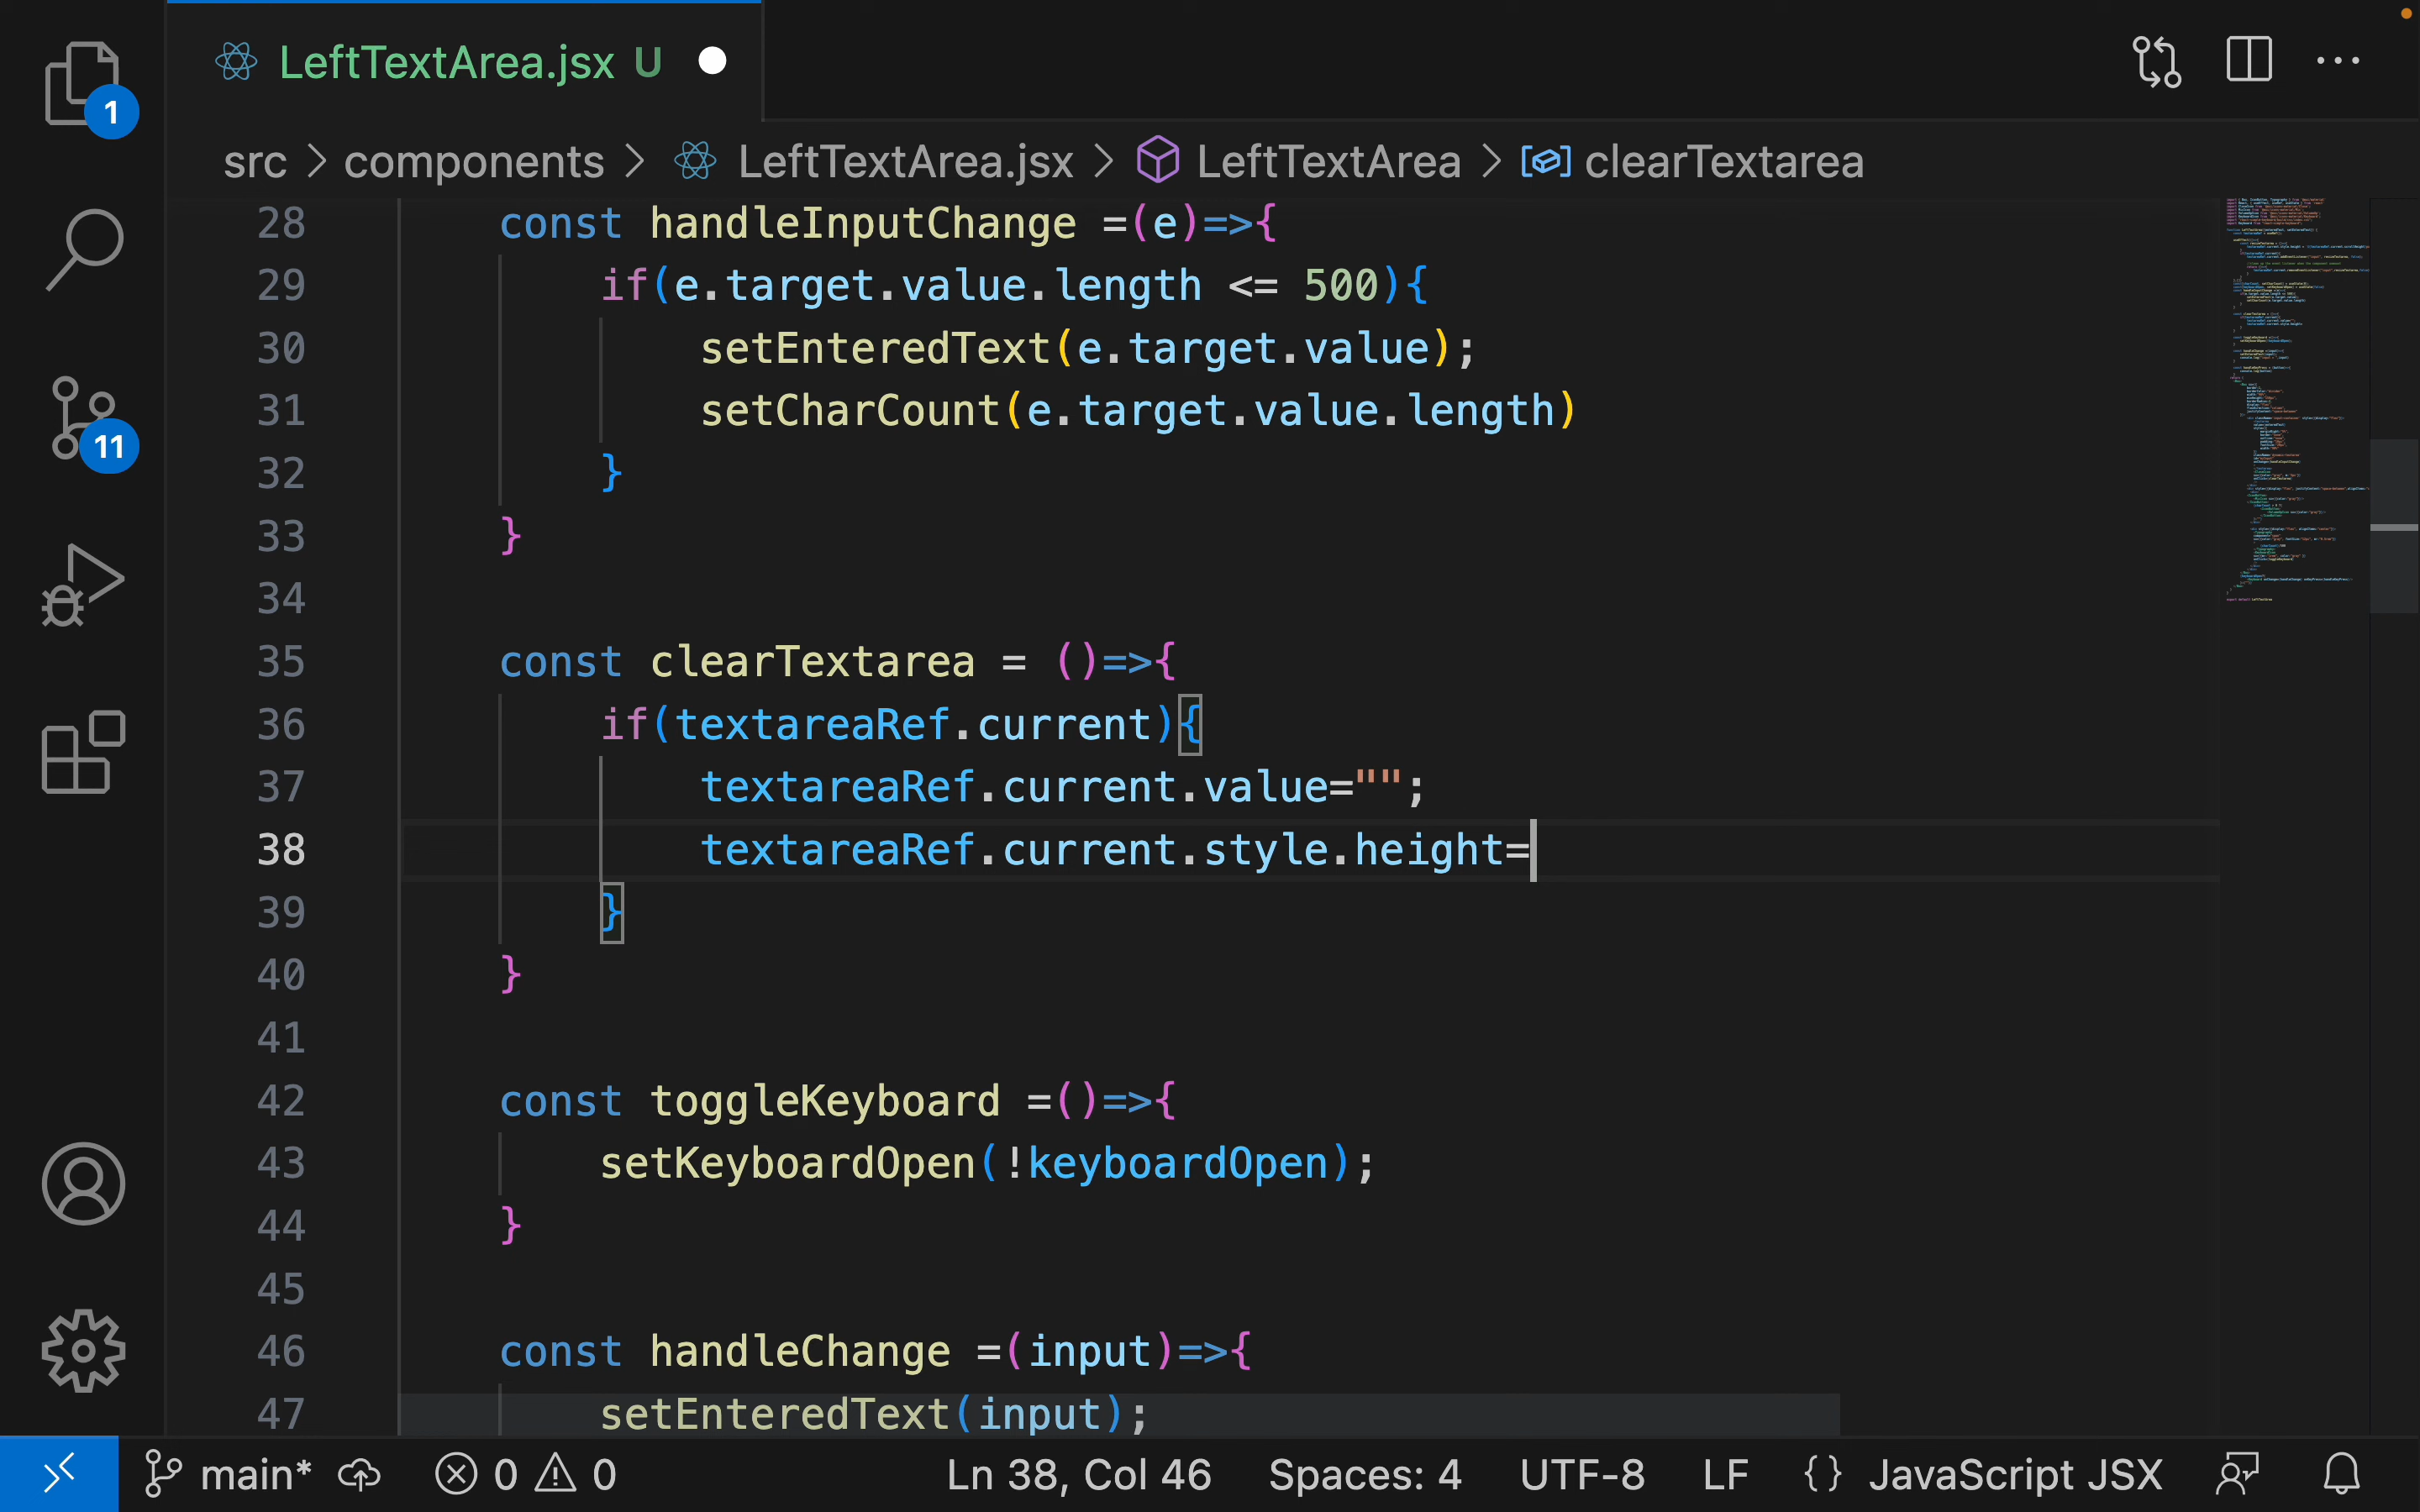 LeftTextArea.jsx U
1
src > components > LeftTextArea.jsx > LeftTextArea > clearTextarea
28 const handleInputChange =(e)=>{
29 if(e.target.value.length <= 500){
30 setEnteredText(e.target.value);
31 setCharCount(e.target.value.length)
32 }
33 }
34
35 const clearTextarea = ()=>{
36 if(textareaRef.current){
37 textareaRef.current.value="";
38 textareaRef.current.style.height=
39 }
40 }
41
42 const toggleKeyboard =()=>{
43 setKeyboardOpen(!keyboardOpen);
44 }
45
46 const handleChange =(input)=>{
47 setEnteredText(input);
11
main* 0 0 Ln 38, Col 46 Spaces: 4 UTF-8 LF {} JavaScript JSX